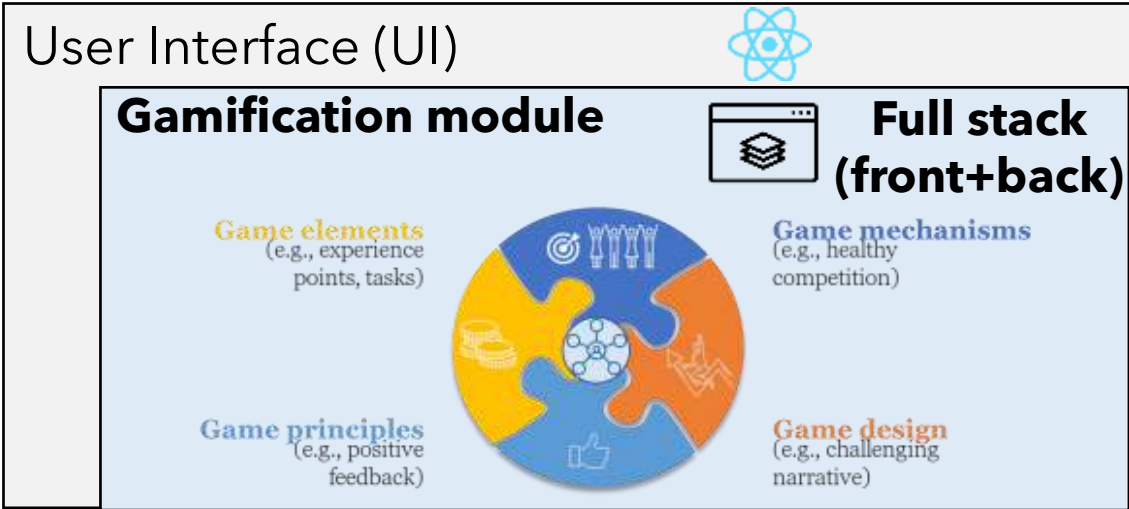 User Interface (UI)
Gamification module
Full stack
(front+back)
Game elements
(e.g., experience
points, tasks)
Game mechanisms
(e.g., healthy
competition)
Game principles
(e.g., positive
feedback)
Game design
(e.g., challenging
narrative)